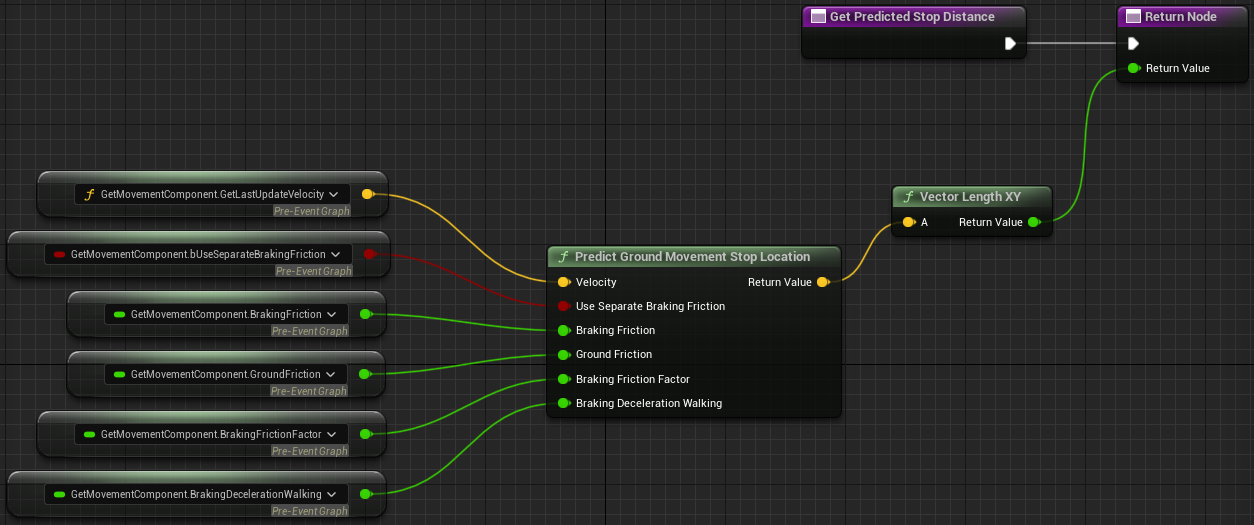 Get Predicted Stop Distance
Return Node
Return Value
GetMovementComponent.GetLastUpdateVelocity
Pre-Event Graph
GetMovementComponent.bUseSeparateBrakingFriction
Pre-Event Graph
GetMovementComponent.BrakingFriction
Pre-Event Graph
GetMovementComponent.GroundFriction
Pre-Event Graph
GetMovementComponent.BrakingFrictionFactor
Pre-Event Graph
GetMovementComponent.BrakingDecelerationWalking
Pre-Event Graph
f Predict Ground Movement Stop Location
Velocity Return Value
Use Separate Braking Friction
Braking Friction
Ground Friction
Braking Friction Factor
Braking Deceleration Walking
f Vector Length XY
A Return Value